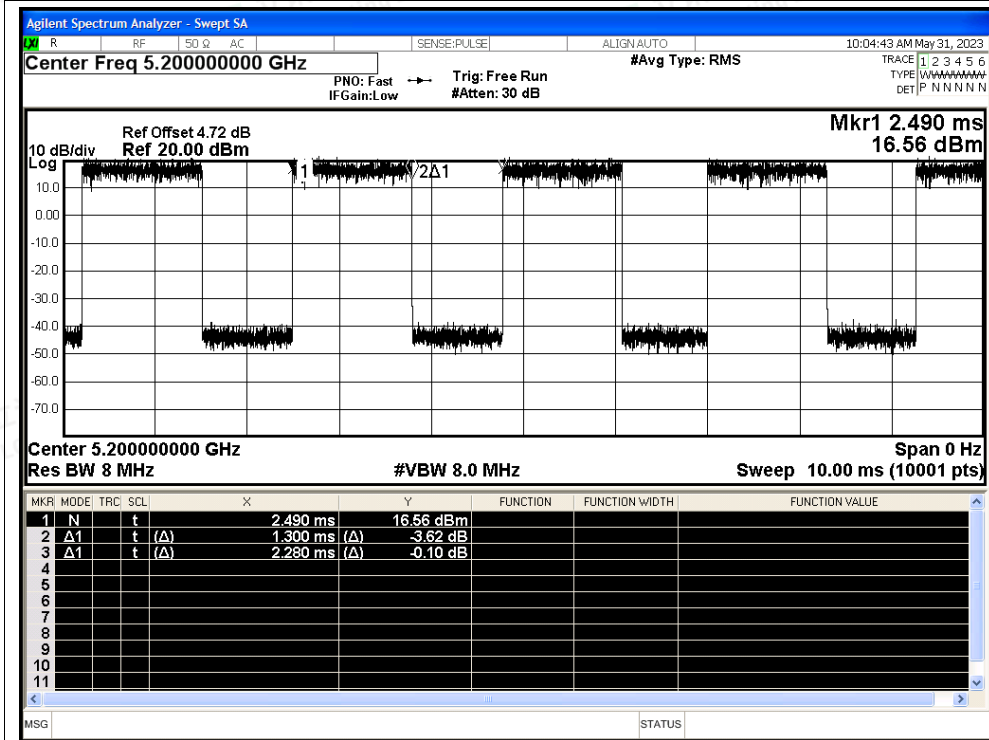 Agilent Spectrum Analyzer - Swept SA
LXI R RF 50 Ω AC SENSE:PULSE ALIGN AUTO 10:04:43 AM May 31, 2023
Center Freq 5.200000000 GHz
PNO: Fast
IFGain:Low
Trig: Free Run
#Atten: 30 dB
#Avg Type: RMS
TRACE 1 2 3 4 5 6
TYPE
DET P N N N N N
Ref Offset 4.72 dB
10 dB/div Ref 20.00 dBm
Log
Mkr1 2.490 ms
16.56 dBm
10.0
0.00
-10.0
-20.0
-30.0
-40.0
-50.0
-60.0
-70.0
1 2Δ1
Center 5.200000000 GHz Span 0 Hz
Res BW 8 MHz #VBW 8.0 MHz Sweep 10.00 ms (10001 pts)
MKR MODE TRC SCL X Y FUNCTION FUNCTION WIDTH FUNCTION VALUE
1 N t 2.490 ms 16.56 dBm
2 Δ1 t (Δ) 1.300 ms (Δ) -3.62 dB
3 Δ1 t (Δ) 2.280 ms (Δ) -0.10 dB
4
5
6
7
8
9
10
11
MSG STATUS